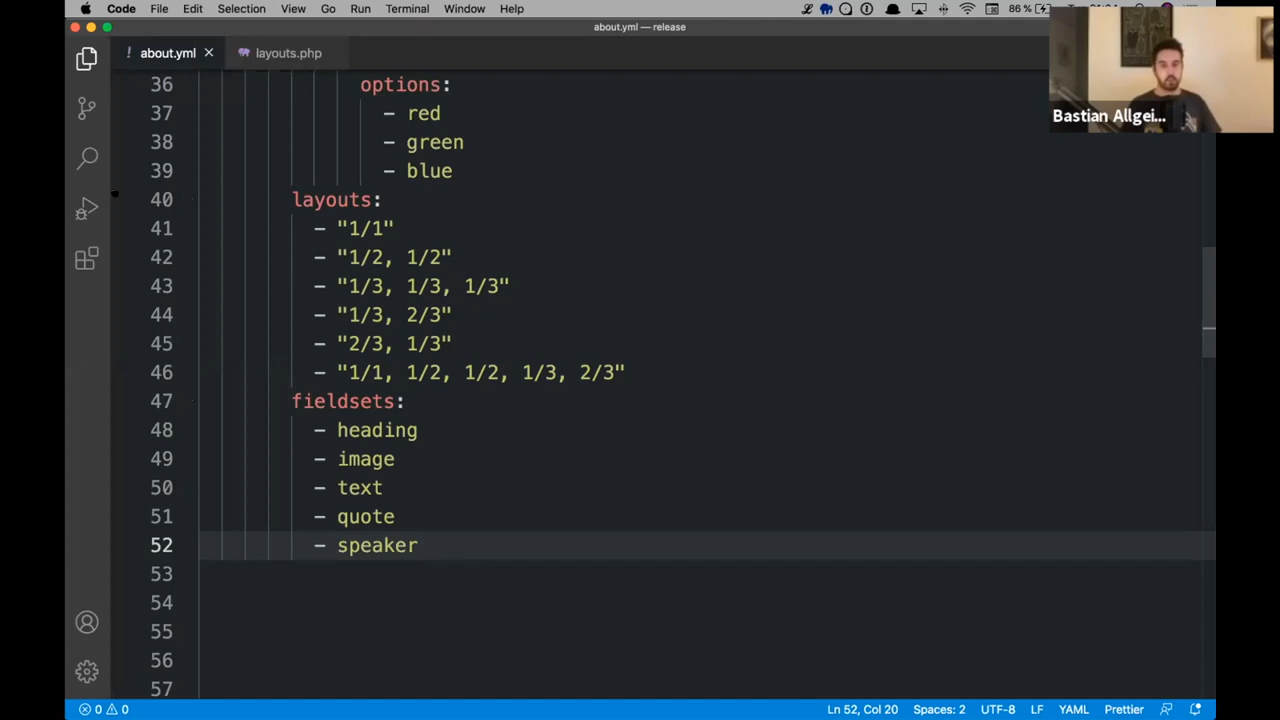 Code File Edit Selection View Go Run Terminal Window Help 86 %
about.yml — release
! about.yml × layouts.php
Bastian Allgei...
36 options:
37 - red
38 - green
39 - blue
40 layouts:
41 - "1/1"
42 - "1/2, 1/2"
43 - "1/3, 1/3, 1/3"
44 - "1/3, 2/3"
45 - "2/3, 1/3"
46 - "1/1, 1/2, 1/2, 1/3, 2/3"
47 fieldsets:
48 - heading
49 - image
50 - text
51 - quote
52 - speaker
53
54
55
56
57
0 0 Ln 52, Col 20 Spaces: 2 UTF-8 LF YAML Prettier